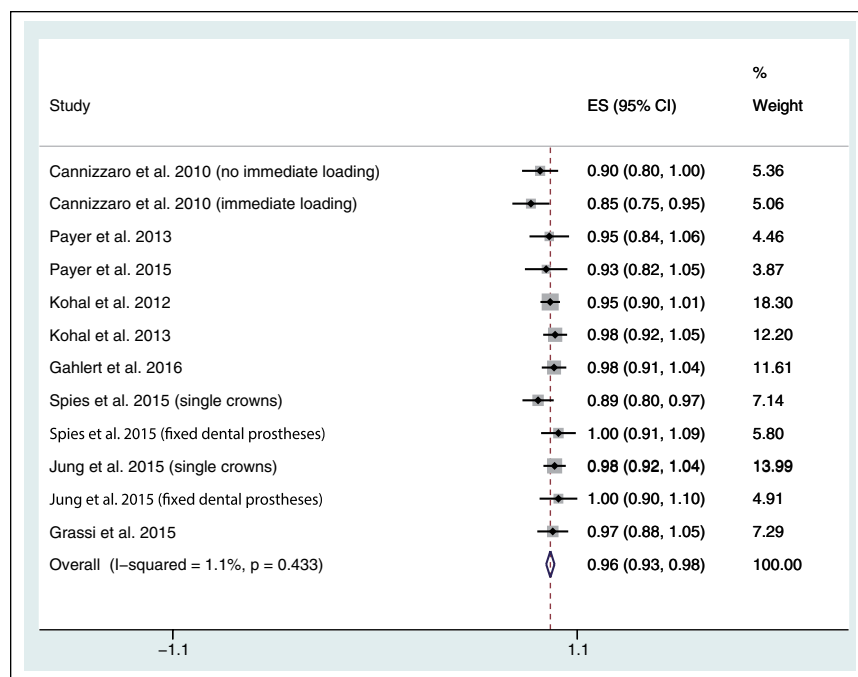 %
Study ES (95% CI) Weight
Cannizzaro et al. 2010 (no immediate loading) 0.90 (0.80, 1.00) 5.36
Cannizzaro et al. 2010 (immediate loading) 0.85 (0.75, 0.95) 5.06
Payer et al. 2013 0.95 (0.84, 1.06) 4.46
Payer et al. 2015 0.93 (0.82, 1.05) 3.87
Kohal et al. 2012 0.95 (0.90, 1.01) 18.30
Kohal et al. 2013 0.98 (0.92, 1.05) 12.20
Gahlert et al. 2016 0.98 (0.91, 1.04) 11.61
Spies et al. 2015 (single crowns) 0.89 (0.80, 0.97) 7.14
Spies et al. 2015 (fixed dental prostheses) 1.00 (0.91, 1.09) 5.80
Jung et al. 2015 (single crowns) 0.98 (0.92, 1.04) 13.99
Jung et al. 2015 (fixed dental prostheses) 1.00 (0.90, 1.10) 4.91
Grassi et al. 2015 0.97 (0.88, 1.05) 7.29
Overall (I−squared = 1.1%, p = 0.433) 0.96 (0.93, 0.98) 100.00
−1.1 1.1